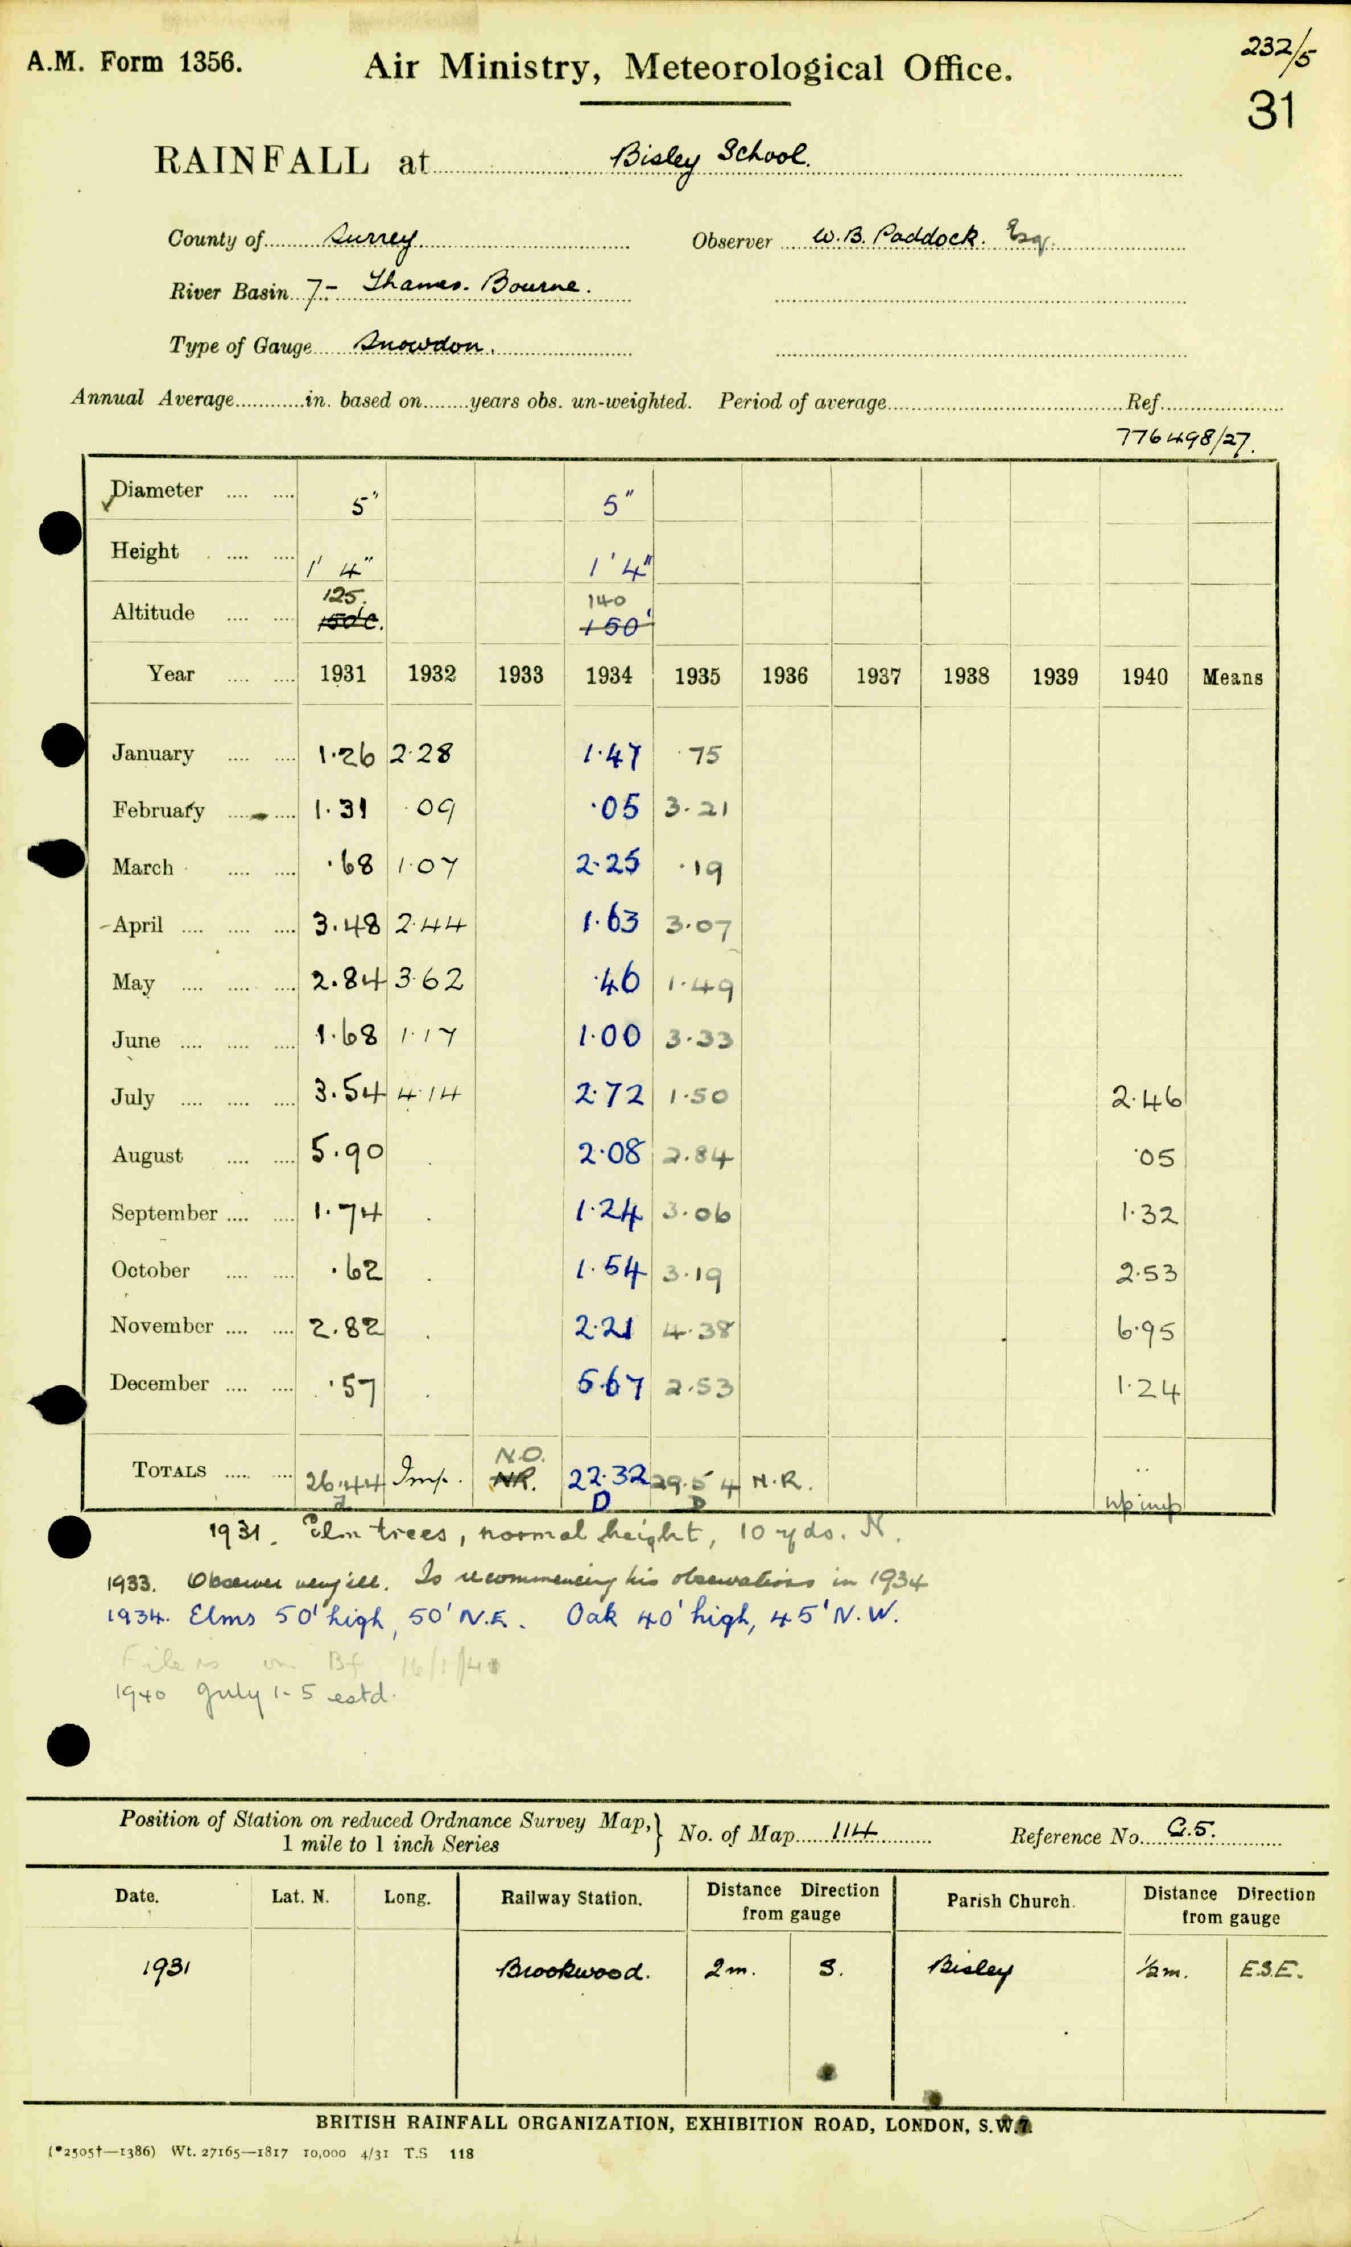 A.M. Form 1356.
Air Ministry, Meteorological Office.
232/5
31
RAINFALL at Bisley School.
County of Surrey Observer W.B. Paddock. Esq.
River Basin 7- Thames. Bourne.
Type of Gauge Snowdon.
Annual Average in. based on years obs. un-weighted. Period of average Ref.
776498/27.
Diameter 5" 5"
Height 1' 4" 1' 4"
125. 140
Altitude 150' C. 150'
Year 1931 1932 1933 1934 1935 1936 1937 1938 1939 1940 Means
January 1.26 2.28 1.47 .75
February 1.31 .09 .05 3.21
March .68 1.07 2.25 .19
April 3.48 2.44 1.63 3.07
May 2.84 3.62 .46 1.49
June 1.68 1.17 1.00 3.33
July 3.54 4.14 2.72 1.50 2.46
August 5.90 . 2.08 2.84 .05
September 1.74 . 1.24 3.06 1.32
October .62 . 1.54 3.19 2.53
November 2.82 . 2.21 4.38 6.95
December .57 . 5.67 2.53 1.24
N.O.
TOTALS 26.44 Imp. NR. 22.32 29.54 N.R. ..
D D np imp
1931. Elm trees, normal height, 10 yds. N.
1933. Observer very ill. Is recommencing his observations in 1934
1934. Elms 50' high, 50' N.E. Oak 40' high, 45' N.W.
File 16/1/41
1940 July 1-5 estd.
Position of Station on reduced Ordnance Survey Map,
1 mile to 1 inch Series
} No. of Map 114 Reference No. G.5.
Date. Lat. N. Long. Railway Station. Distance Direction from gauge Parish Church. Distance Direction from gauge
1931 Brookwood. 2m. S. Bisley ½m. E.S.E.
BRITISH RAINFALL ORGANIZATION, EXHIBITION ROAD, LONDON, S.W.7.
(*2505†—1386) Wt. 27165—1817 10,000 4/31 T.S 118